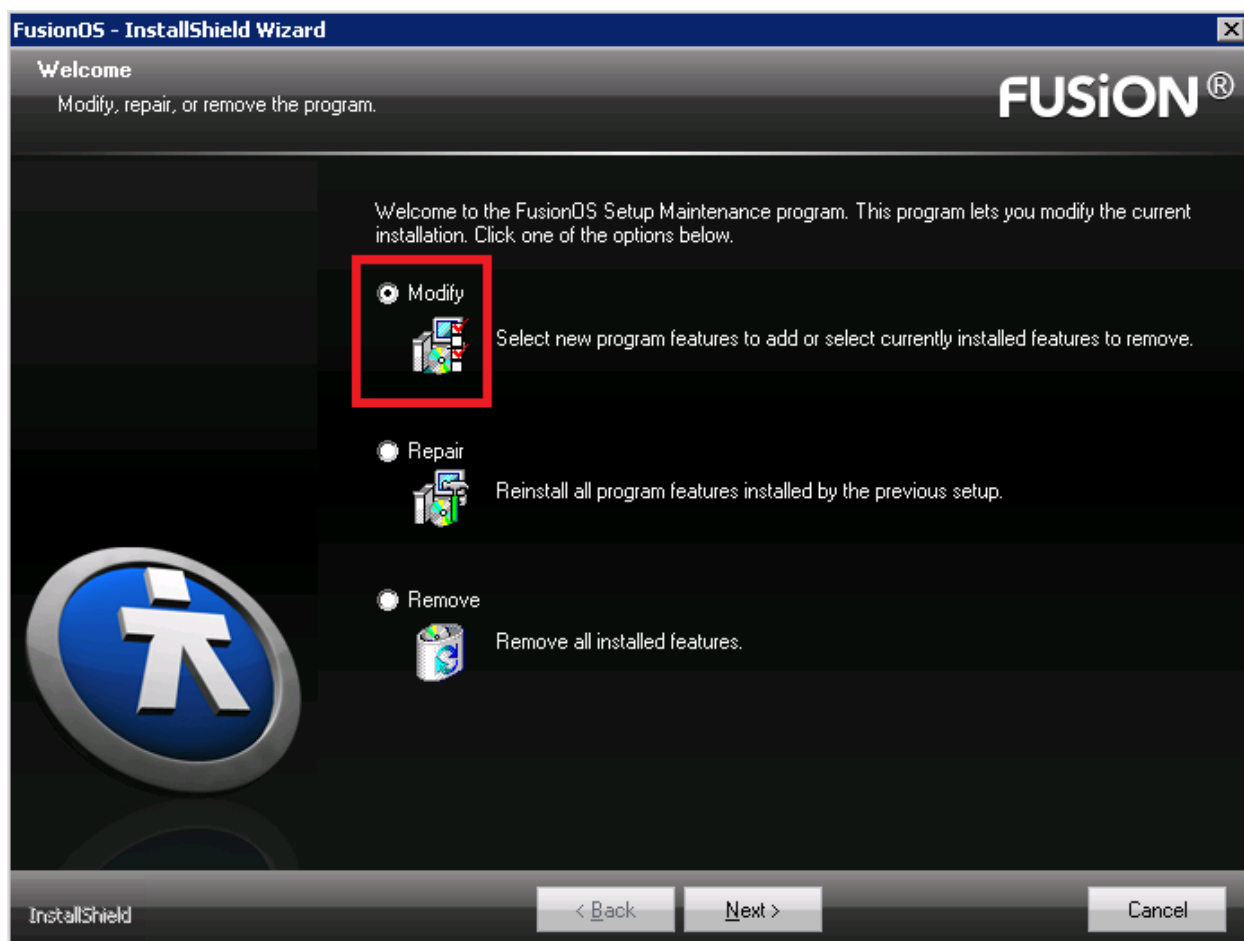 FusionOS - InstallShield Wizard
Welcome
Modify, repair, or remove the program.
FUSiON®
Welcome to the FusionOS Setup Maintenance program. This program lets you modify the current
installation. Click one of the options below.
Modify
Select new program features to add or select currently installed features to remove.
Repair
Reinstall all program features installed by the previous setup.
Remove
Remove all installed features.
InstallShield
< Back
Next >
Cancel